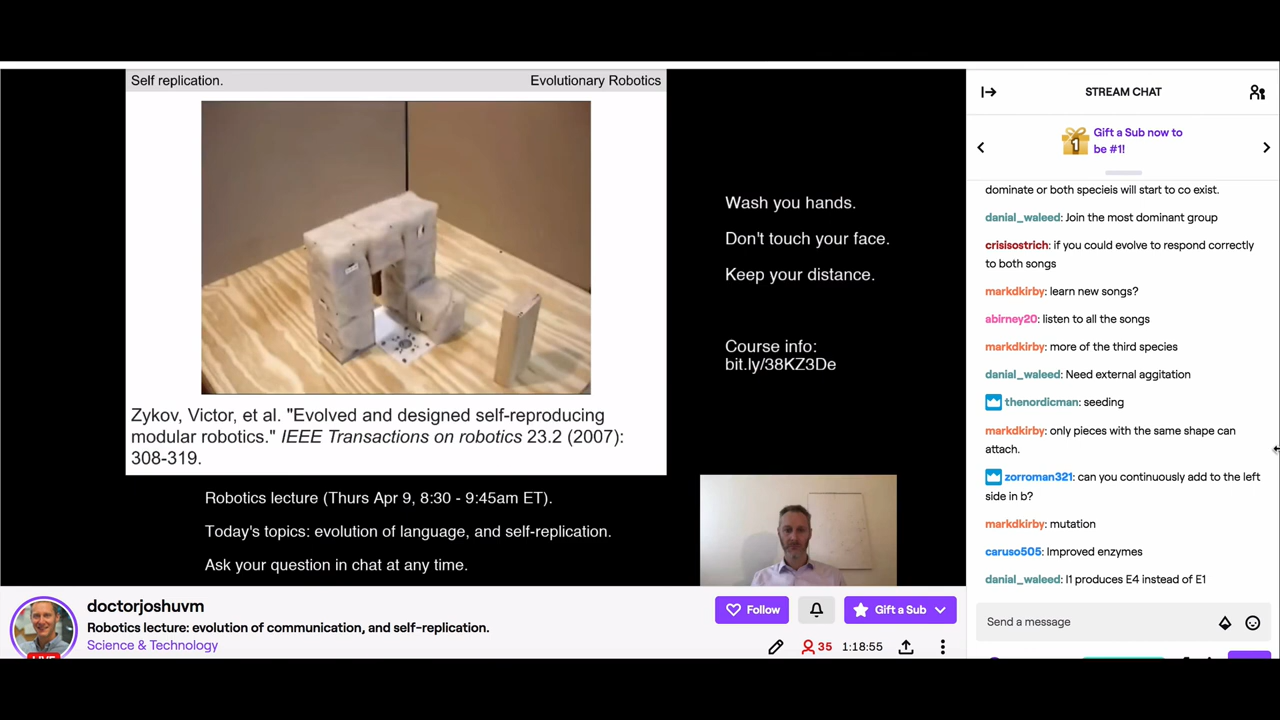 Self replication.
Evolutionary Robotics
Zykov, Victor, et al. "Evolved and designed self-reproducing
modular robotics." IEEE Transactions on robotics 23.2 (2007):
308-319.
Wash you hands.
Don't touch your face.
Keep your distance.
Course info:
bit.ly/38KZ3De
Robotics lecture (Thurs Apr 9, 8:30 - 9:45am ET).
Today's topics: evolution of language, and self-replication.
Ask your question in chat at any time.
doctorjoshuvm
Robotics lecture: evolution of communication, and self-replication.
Science & Technology
LIVE
Follow
Gift a Sub
35
1:18:55
STREAM CHAT
1
Gift a Sub now to
be #1!
dominate or both specieis will start to co exist.
danial_waleed: Join the most dominant group
crisisostrich: if you could evolve to respond correctly
to both songs
markdkirby: learn new songs?
abirney20: listen to all the songs
markdkirby: more of the third species
danial_waleed: Need external aggitation
thenordicman: seeding
markdkirby: only pieces with the same shape can
attach.
zorroman321: can you continuously add to the left
side in b?
markdkirby: mutation
caruso505: Improved enzymes
danial_waleed: I1 produces E4 instead of E1
Send a message